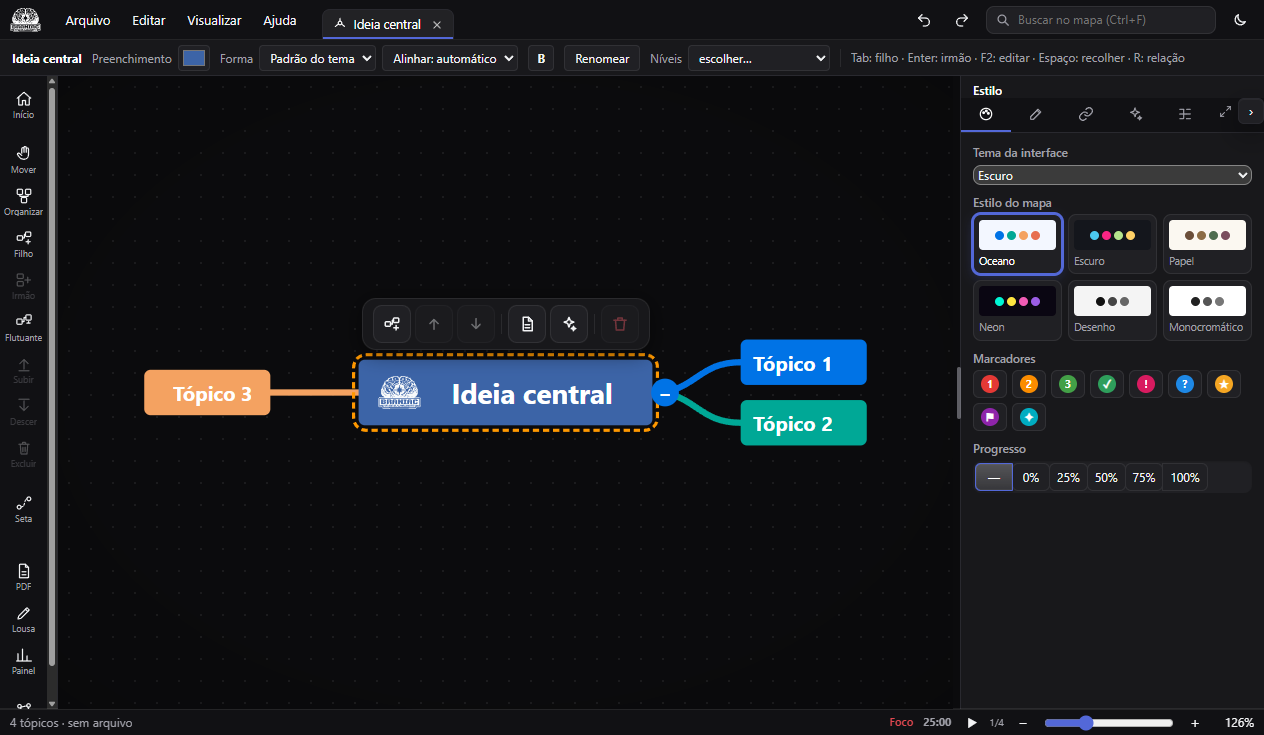 Arquivo Editar Visualizar Ajuda Ideia central × Buscar no mapa (Ctrl+F)
Ideia central Preenchimento Forma Padrão do tema Alinhar: automático B Renomear Níveis escolher... Tab: filho · Enter: irmão · F2: editar · Espaço: recolher · R: relação
Início
Mover
Organizar
Filho
Irmão
Flutuante
Subir
Descer
Excluir
Seta
PDF
Lousa
Painel
Tópico 3
BRAINIAC
Ideia central
Tópico 1
Tópico 2
Estilo
Tema da interface
Escuro
Estilo do mapa
Oceano Escuro Papel
Neon Desenho Monocromático
Marcadores
1 2 3 ! ?
Progresso
— 0% 25% 50% 75% 100%
4 tópicos · sem arquivo Foco 25:00 1/4 − + 126%